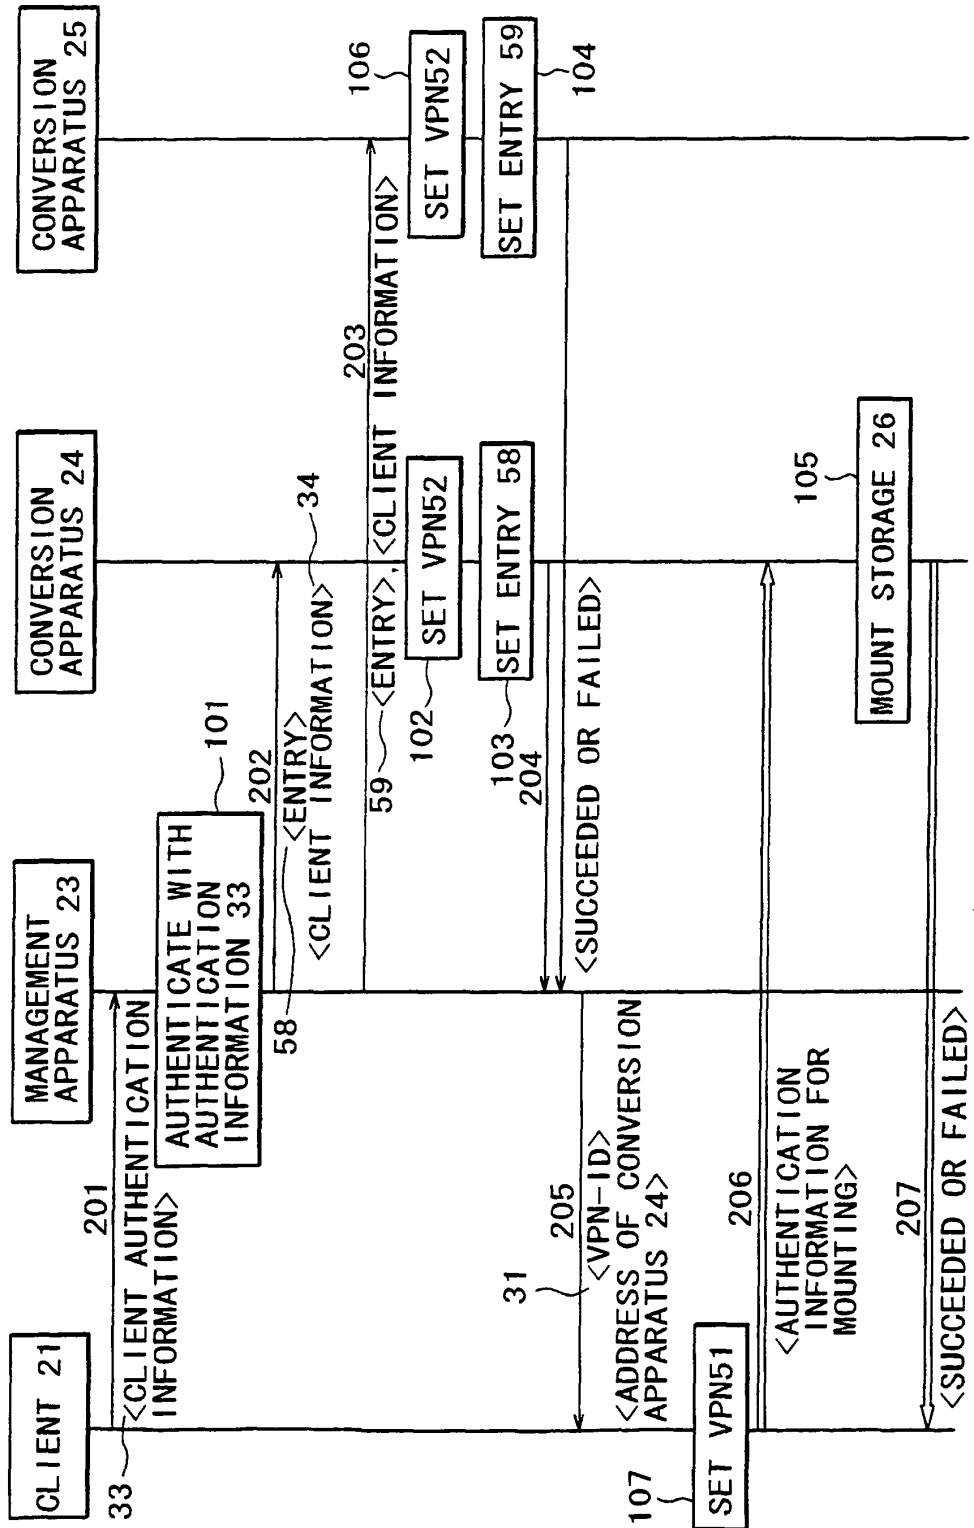 CLIENT 21
MANAGEMENT
APPARATUS 23
CONVERSION
APPARATUS 24
CONVERSION
APPARATUS 25
201
33
<CLIENT AUTHENTICATION
INFORMATION>
AUTHENTICATE WITH
AUTHENTICATION
INFORMATION 33
101
202
58
<ENTRY>
<CLIENT INFORMATION>
34
203
59
<ENTRY>, <CLIENT INFORMATION>
102
SET VPN52
106
SET VPN52
103
SET ENTRY 58
SET ENTRY 59
104
204
<SUCCEEDED OR FAILED>
205
31
<VPN-ID>
<ADDRESS OF CONVERSION
APPARATUS 24>
107
SET VPN51
206
<AUTHENTICATION
INFORMATION FOR
MOUNTING>
105
MOUNT STORAGE 26
207
<SUCCEEDED OR FAILED>